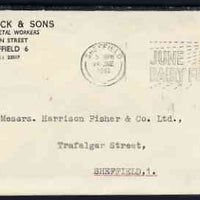 CK & SONS
ETAL WORKERS
N STREET
FFIELD 6
SHEFFIELD
JUNE
DAIRY F
Messrs. Harrison Fisher & Co. Ltd.,
Trafalgar Street,
SHEFFIELD,1.